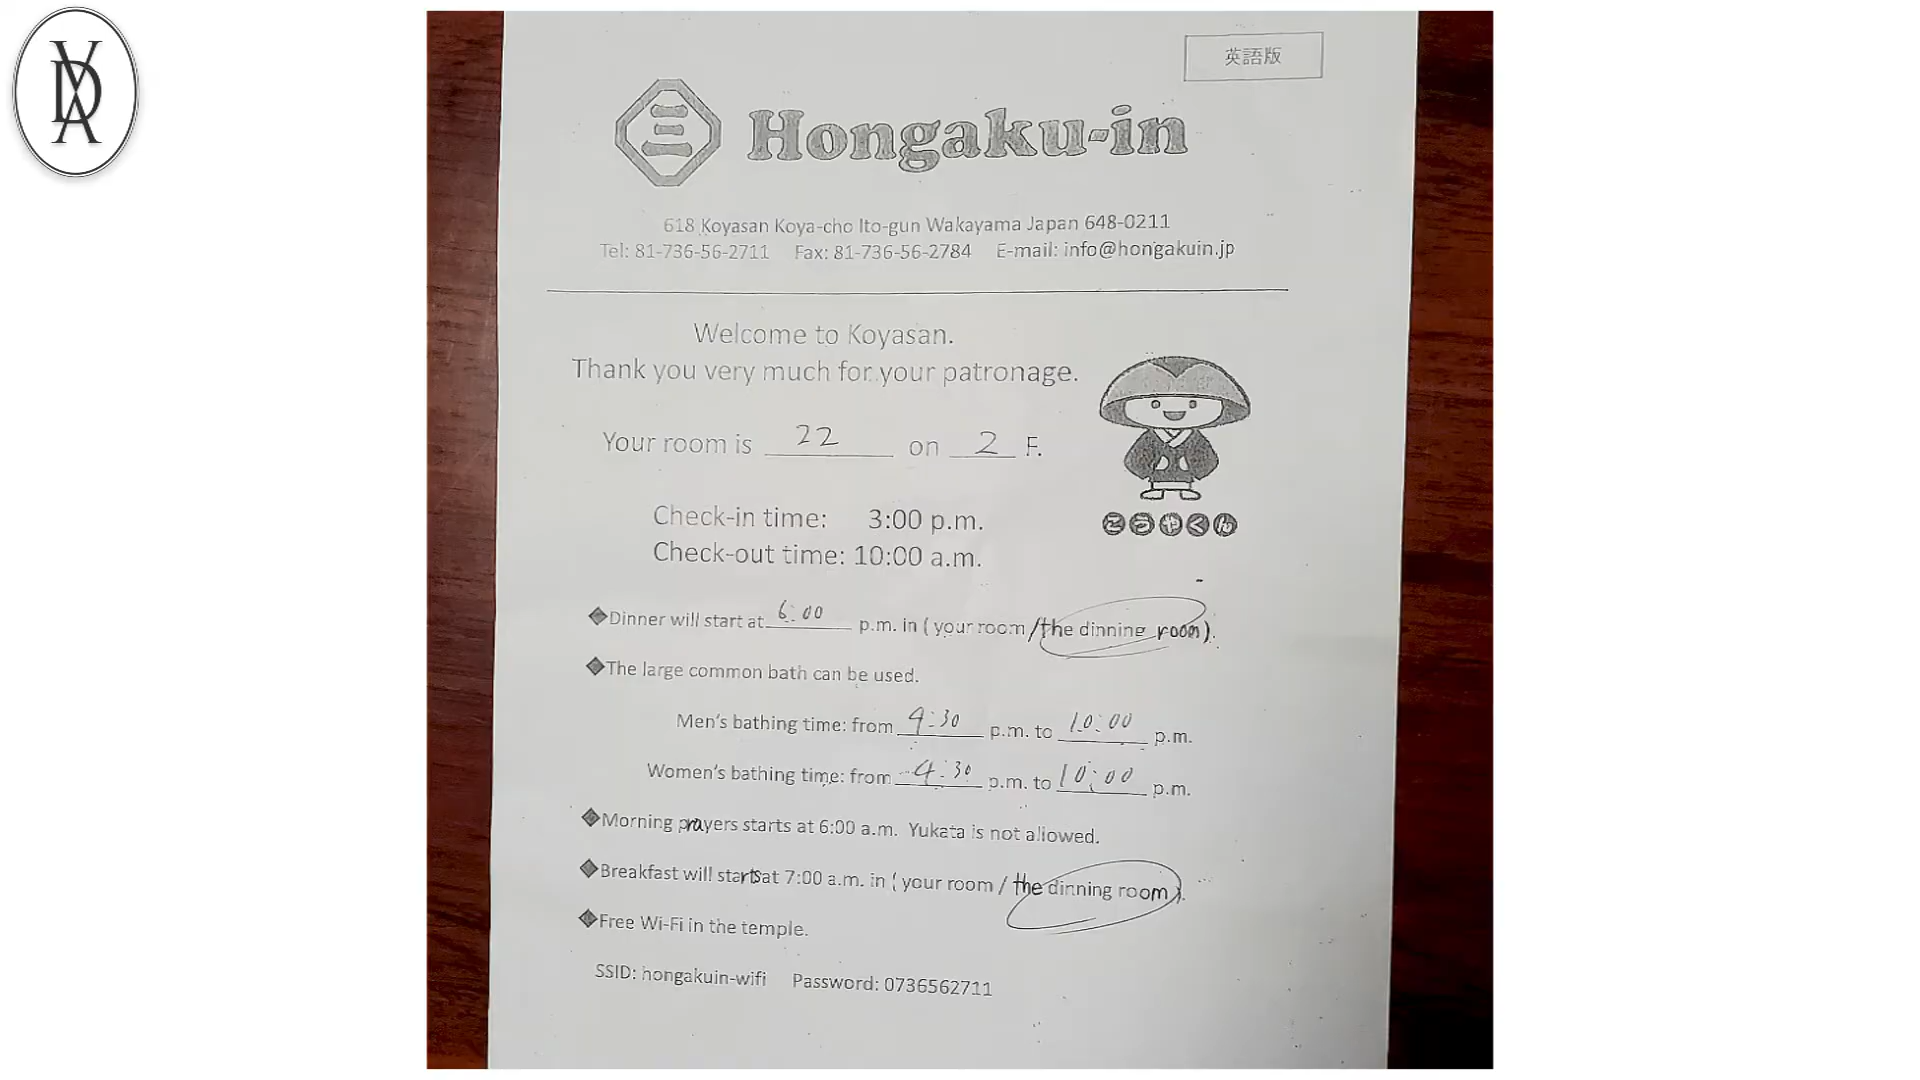 VDA
英語版
三 Hongaku-in
618 Koyasan Koya-cho Ito-gun Wakayama Japan 648-0211
Tel: 81-736-56-2711 Fax: 81-736-56-2784 E-mail: info@hongakuin.jp
Welcome to Koyasan.
Thank you very much for your patronage.
Your room is 22 on 2 F.
Check-in time: 3:00 p.m.
Check-out time: 10:00 a.m.
こうやくん
◆Dinner will start at 6:00 p.m. in ( your room /the dinning room).
◆The large common bath can be used.
Men's bathing time: from 4:30 p.m. to 10:00 p.m.
Women's bathing time: from 4:30 p.m. to 10:00 p.m.
◆Morning prayers starts at 6:00 a.m. Yukata is not allowed.
◆Breakfast will starts at 7:00 a.m. in ( your room / the dinning room).
◆Free Wi-Fi in the temple.
SSID: hongakuin-wifi Password: 0736562711